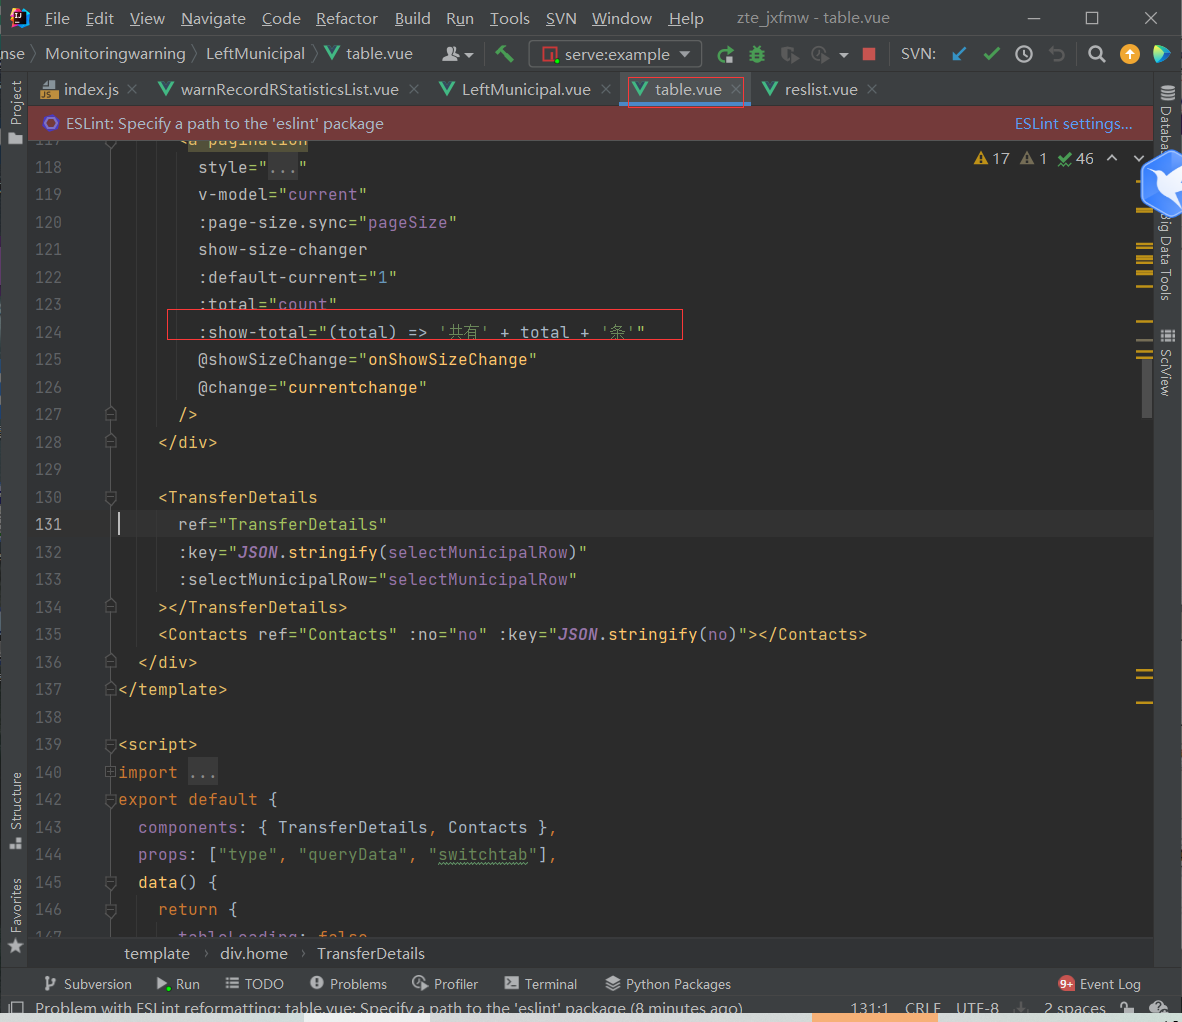 File Edit View Navigate Code Refactor Build Run Tools SVN Window Help zte_jxfmw - table.vue
nse Monitoringwarning LeftMunicipal table.vue serve:example SVN:
index.js warnRecordRStatisticsList.vue LeftMunicipal.vue table.vue reslist.vue
ESLint: Specify a path to the 'eslint' package ESLint settings...
17 1 46
117 <a-pagination
118 style="..."
119 v-model="current"
120 :page-size.sync="pageSize"
121 show-size-changer
122 :default-current="1"
123 :total="count"
124 :show-total="(total) => '共有' + total + '条'"
125 @showSizeChange="onShowSizeChange"
126 @change="currentchange"
127 />
128 </div>
129
130 <TransferDetails
131 ref="TransferDetails"
132 :key="JSON.stringify(selectMunicipalRow)"
133 :selectMunicipalRow="selectMunicipalRow"
134 ></TransferDetails>
135 <Contacts ref="Contacts" :no="no" :key="JSON.stringify(no)"></Contacts>
136 </div>
137 </template>
138
139 <script>
140 import ...
142 export default {
143 components: { TransferDetails, Contacts },
144 props: ["type", "queryData", "switchtab"],
145 data() {
146 return {
147 tableLoading: false
Project
Structure
Favorites
Database
Big Data Tools
SciView
template div.home TransferDetails
Subversion Run TODO Problems Profiler Terminal Python Packages 9+ Event Log
Problem with ESLint reformatting: table.vue: Specify a path to the 'eslint' package (8 minutes ago) 131:1 CRLF UTF-8 2 spaces